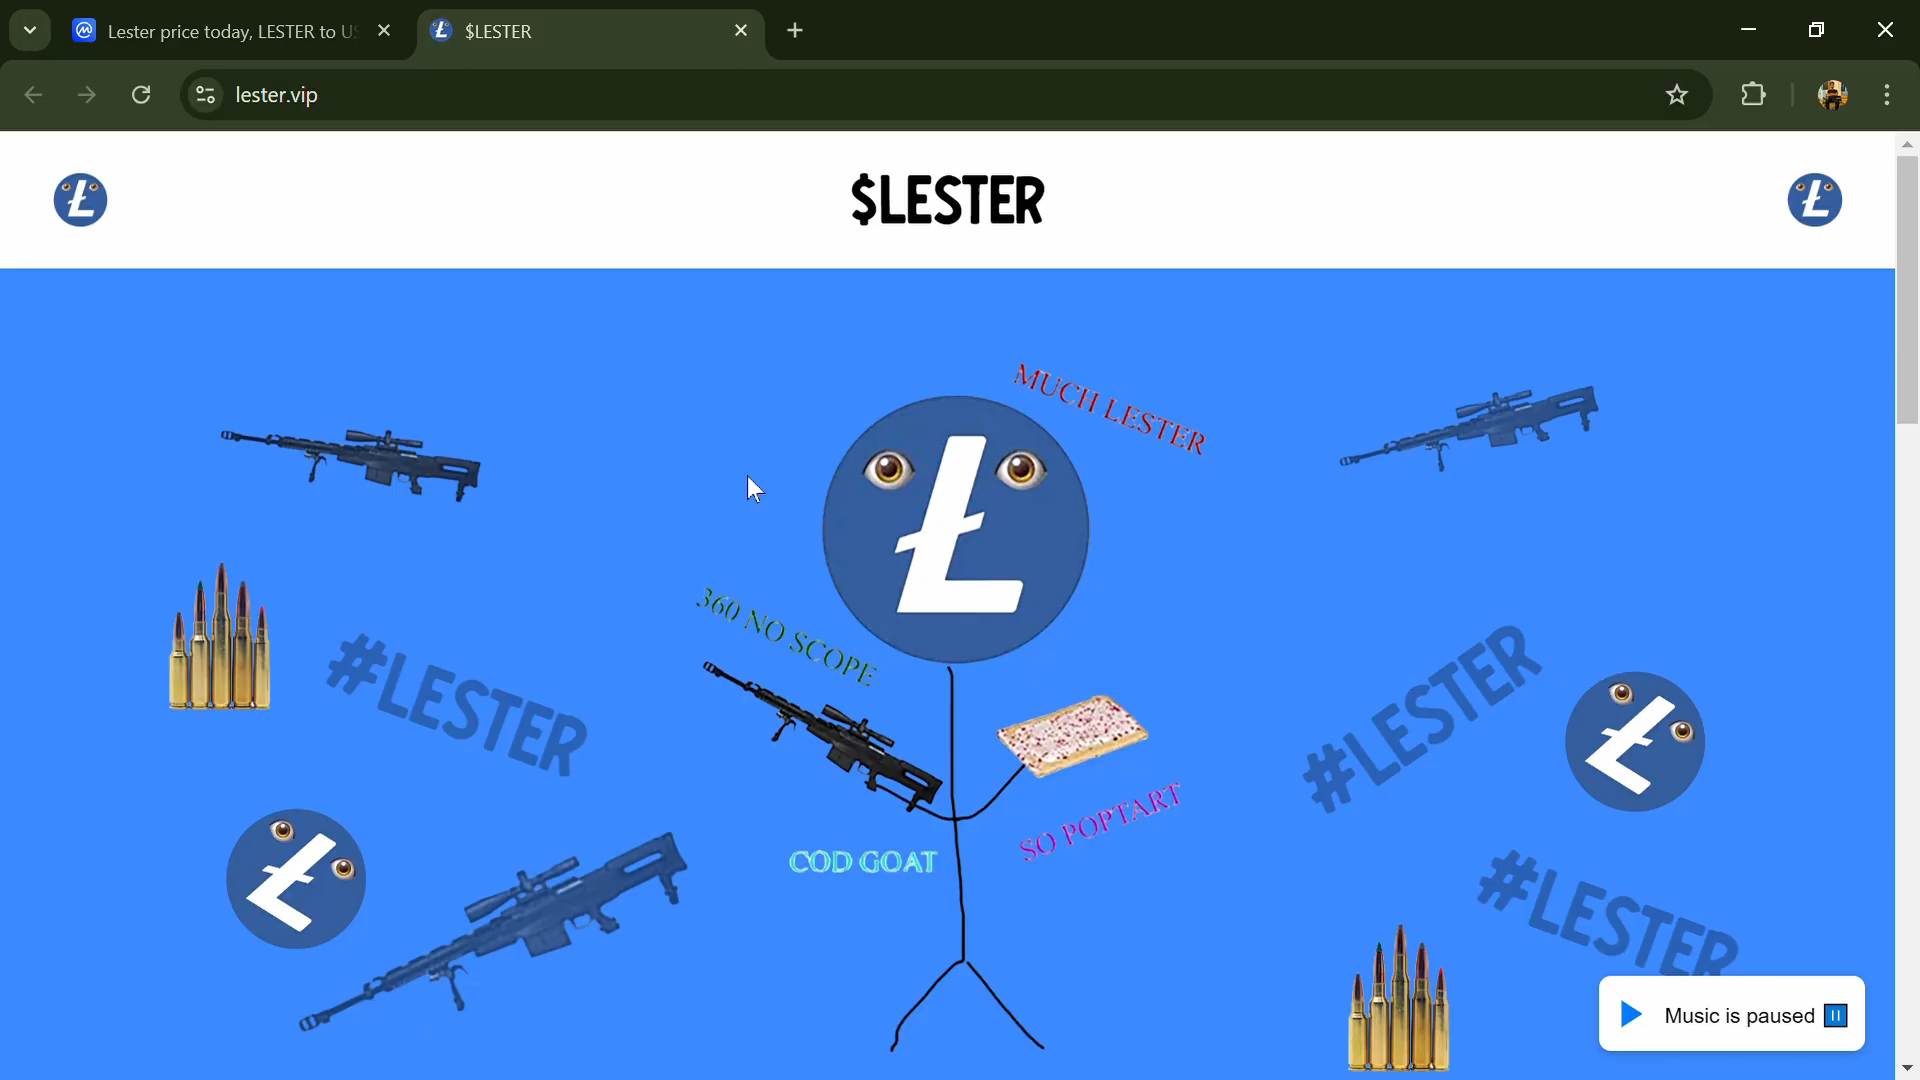 Lester price today, LESTER to US
$LESTER
lester.vip
$LESTER
MUCH LESTER
360 NO SCOPE
#LESTER
#LESTER
SO POPTART
COD GOAT
#LESTER
Music is paused